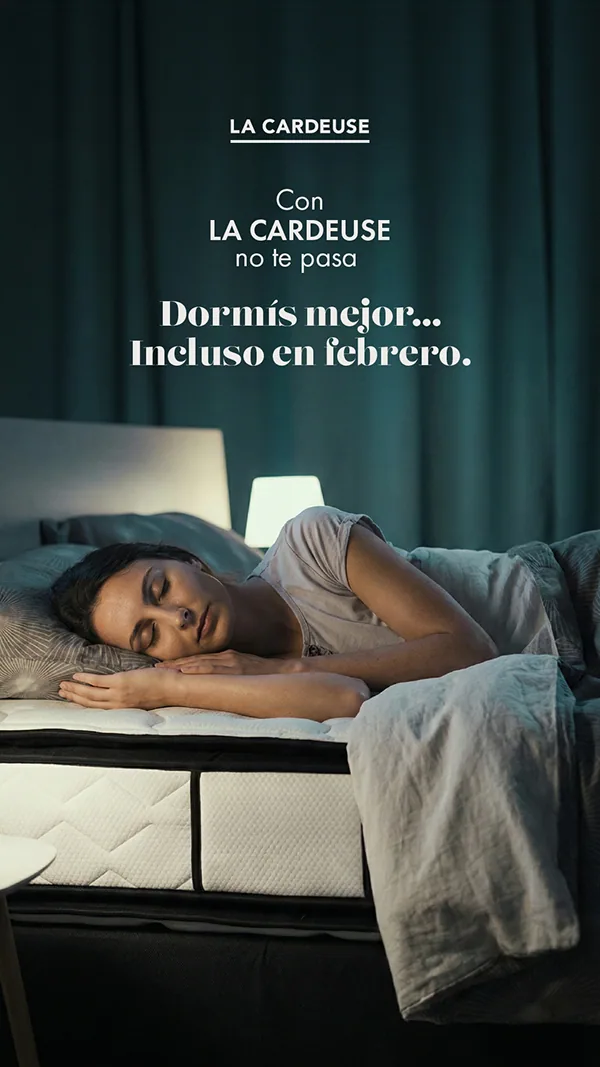 LA CARDEUSE
Con
LA CARDEUSE
no te pasa
Dormís mejor...
Incluso en febrero.